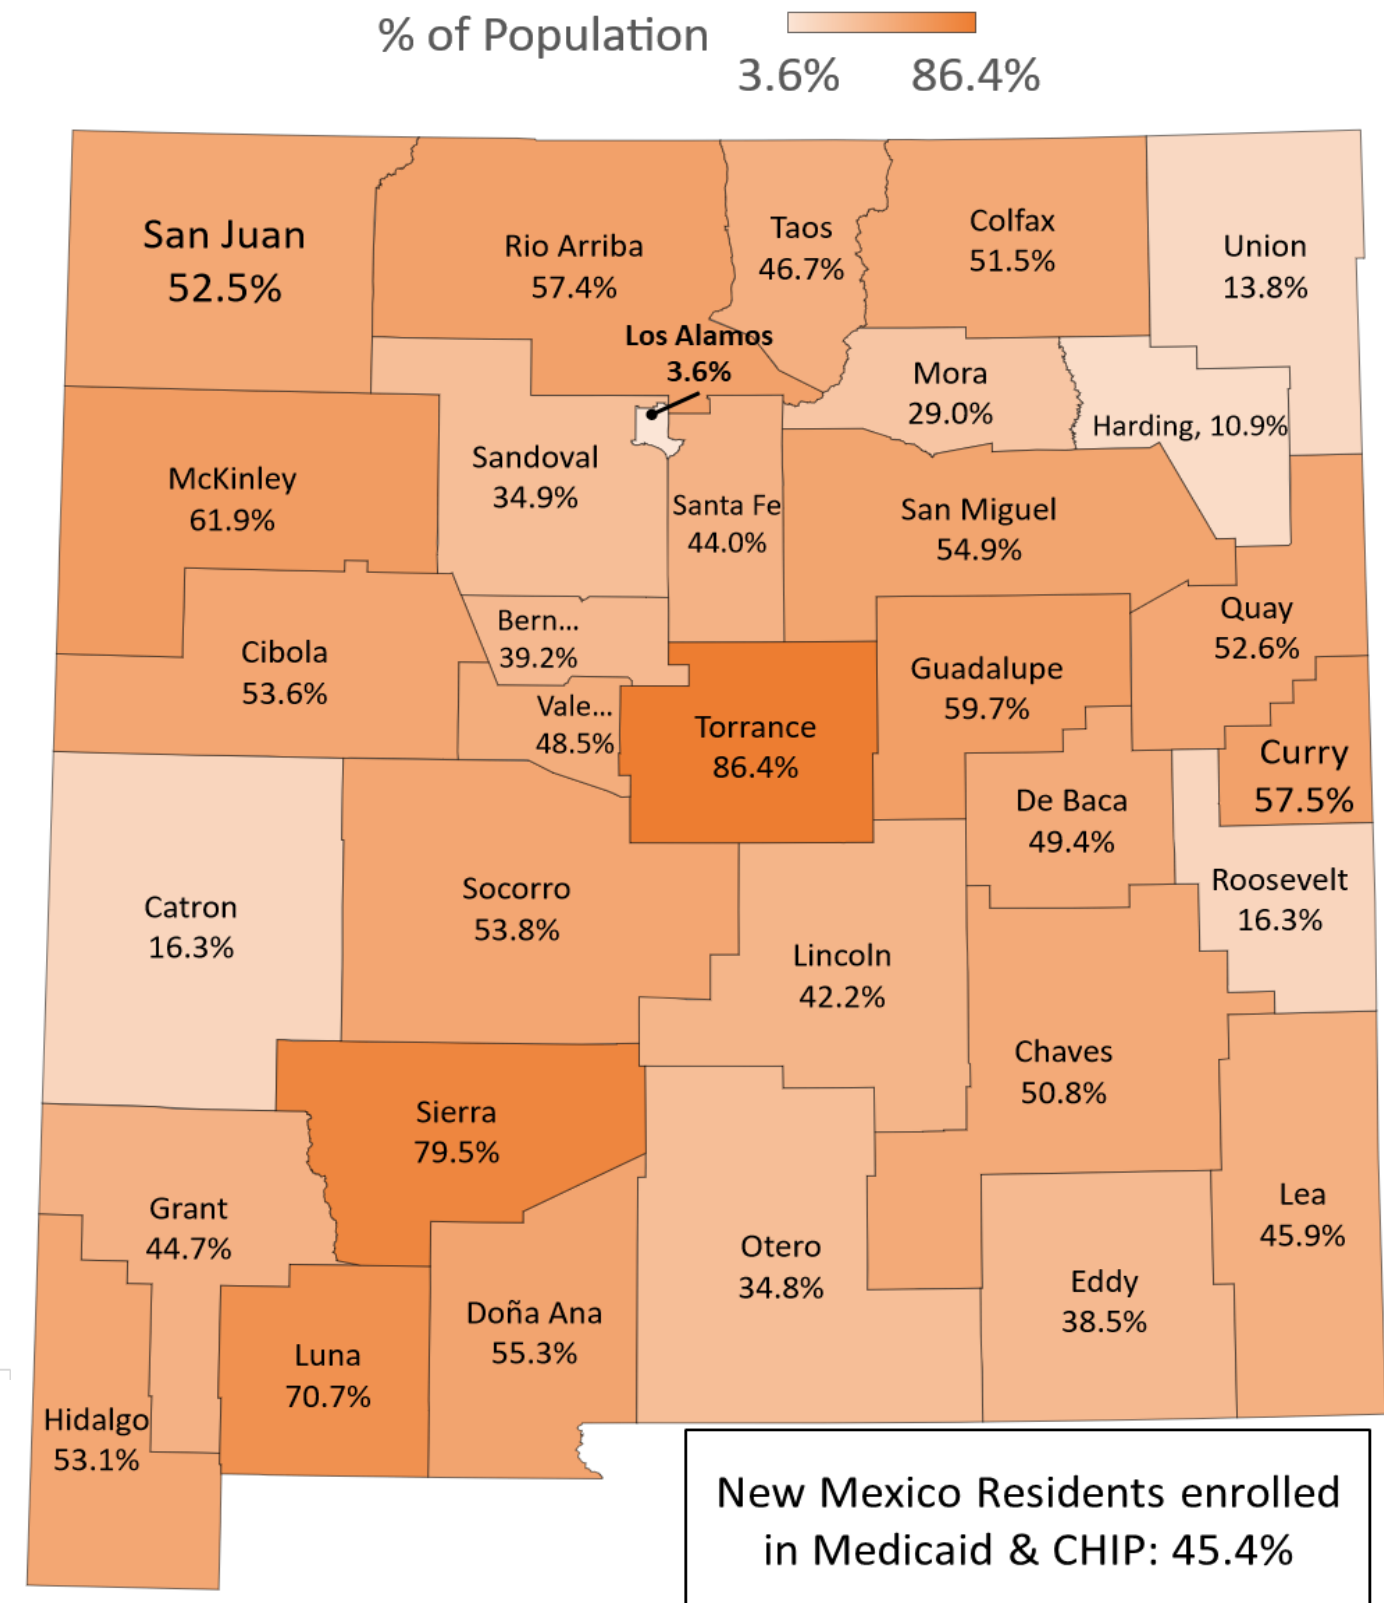 % of Population
3.6% 86.4%
San Juan
52.5%
Rio Arriba
57.4%
Taos
46.7%
Colfax
51.5%
Union
13.8%
Los Alamos
3.6%
Mora
29.0%
Harding, 10.9%
McKinley
61.9%
Sandoval
34.9%
Santa Fe
44.0%
San Miguel
54.9%
Quay
52.6%
Cibola
53.6%
Bern...
39.2%
Vale...
48.5%
Torrance
86.4%
Guadalupe
59.7%
Curry
57.5%
De Baca
49.4%
Roosevelt
16.3%
Catron
16.3%
Socorro
53.8%
Lincoln
42.2%
Chaves
50.8%
Sierra
79.5%
Grant
44.7%
Lea
45.9%
Otero
34.8%
Eddy
38.5%
Doña Ana
55.3%
Luna
70.7%
Hidalgo
53.1%
New Mexico Residents enrolled
in Medicaid & CHIP: 45.4%